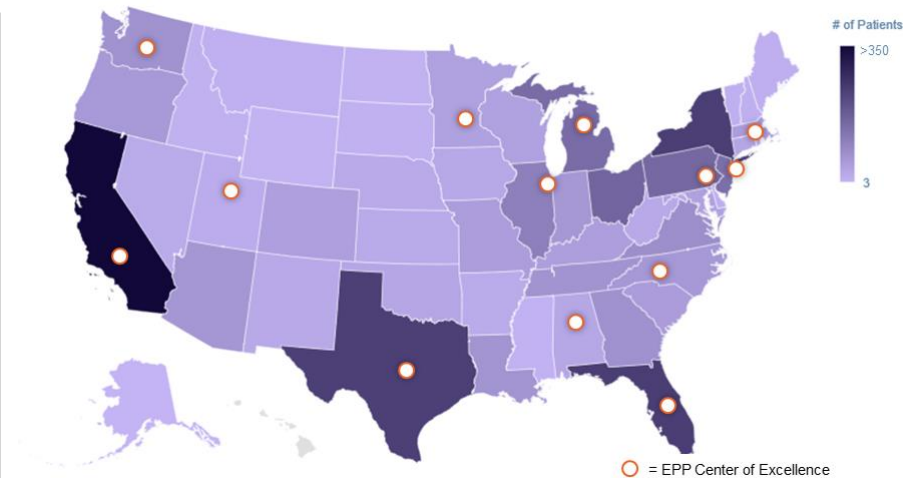 # of Patients
>350
3
= EPP Center of Excellence